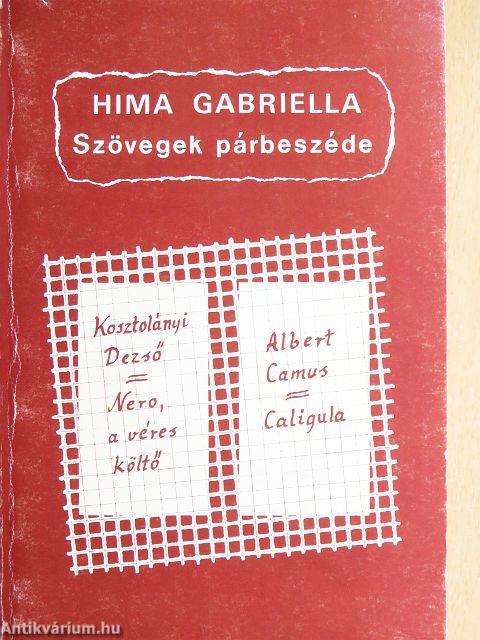 HIMA GABRIELLA
Szövegek párbeszéde
Kosztolányi
Dezső
=
Nero,
a véres
költő
Albert
Camus
=
Caligula
Antikvárium.hu